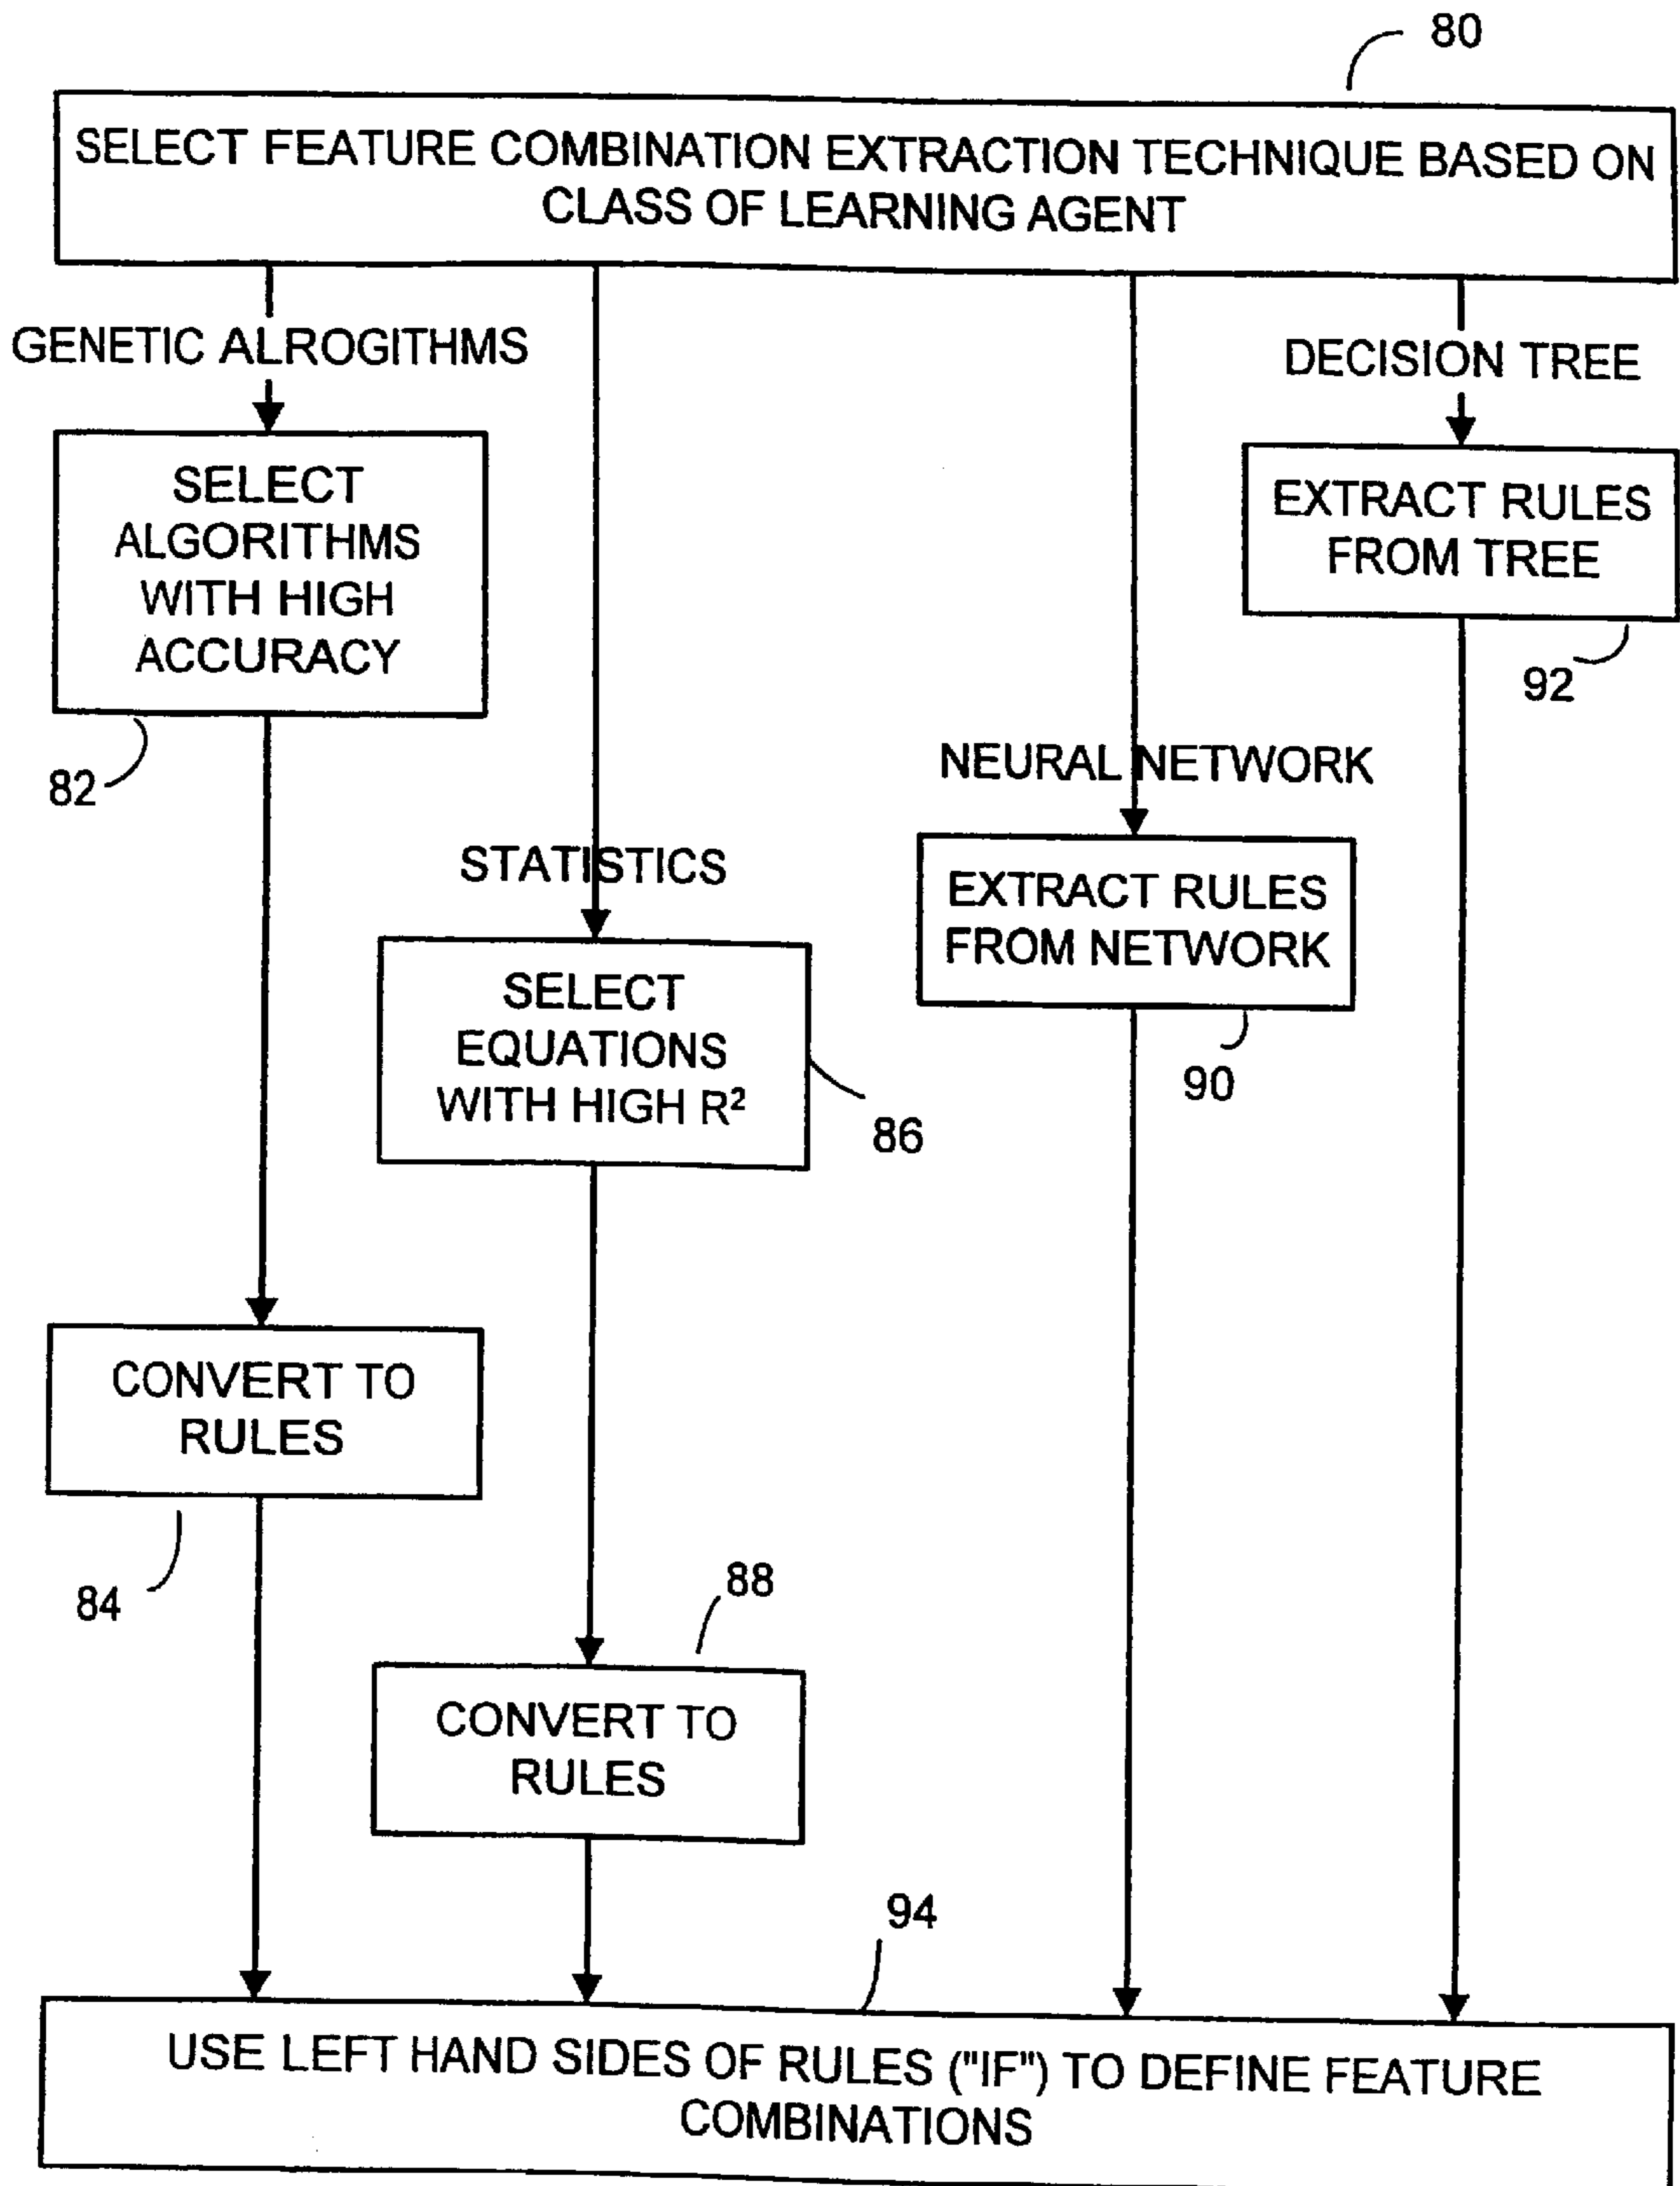 80
SELECT FEATURE COMBINATION EXTRACTION TECHNIQUE BASED ON
CLASS OF LEARNING AGENT
GENETIC ALROGITHMS
DECISION TREE
SELECT
ALGORITHMS
WITH HIGH
ACCURACY
82
EXTRACT RULES
FROM TREE
92
NEURAL NETWORK
STATISTICS
EXTRACT RULES
FROM NETWORK
90
SELECT
EQUATIONS
WITH HIGH R²
86
CONVERT TO
RULES
84
88
CONVERT TO
RULES
94
USE LEFT HAND SIDES OF RULES ("IF") TO DEFINE FEATURE
COMBINATIONS